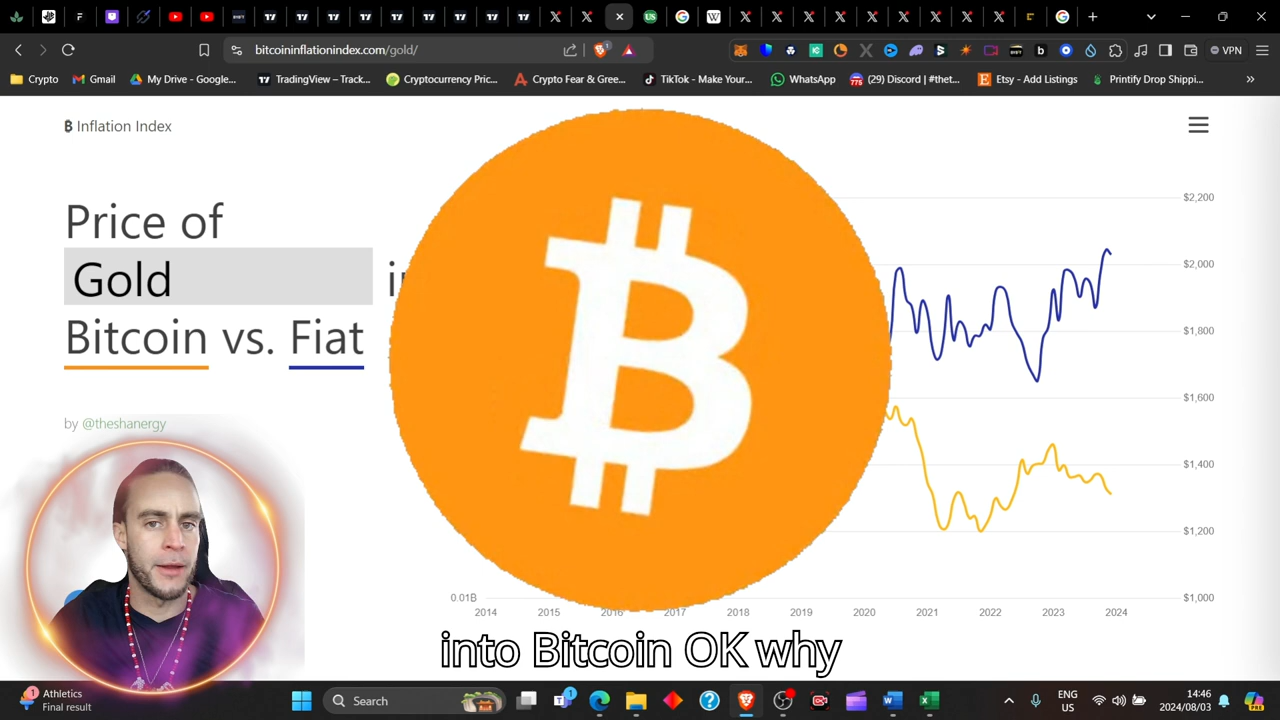 bitcoininflationindex.com/gold/
VPN
Crypto
Gmail
My Drive - Google...
TradingView – Track...
Cryptocurrency Pric...
Crypto Fear & Gree...
TikTok - Make Your...
WhatsApp
(29) Discord | #thet...
Etsy - Add Listings
Printify Drop Shippi...
₿ Inflation Index
Price of
Gold
Bitcoin vs. Fiat
by @theshanergy
$2,200
$2,000
$1,800
$1,600
$1,400
$1,200
0.01B
$1,000
2014 2015 2016 2017 2018 2019 2020 2021 2022 2023 2024
into Bitcoin OK why
Athletics
Final result
Search
ENG
US
14:46
2024/08/03